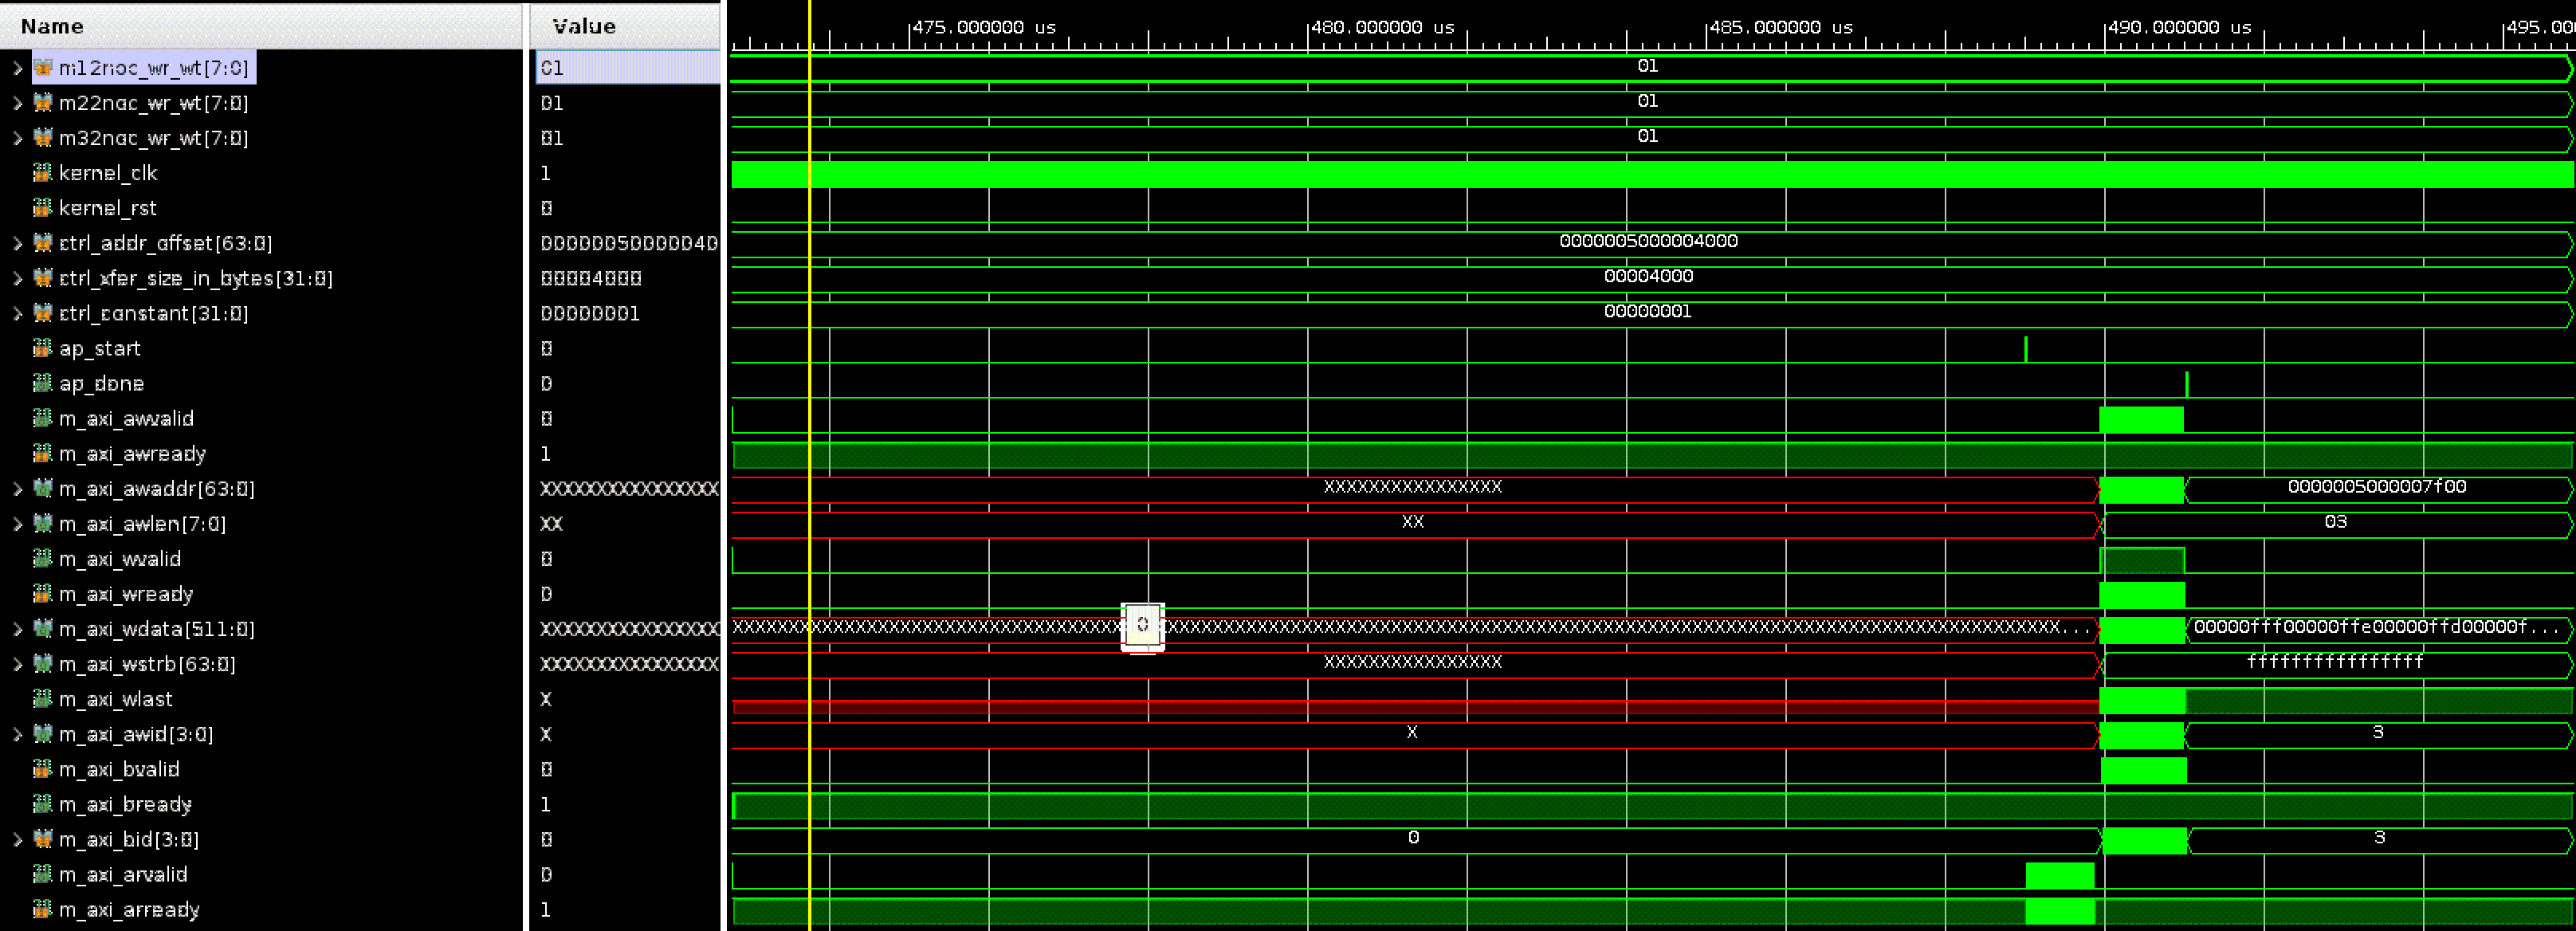 Name Value 475.000000 us 480.000000 us 485.000000 us 490.000000 us 495.00
m12noc_wr_wt[7:0] 01 01
m22noc_wr_wt[7:0] 01 01
m32noc_wr_wt[7:0] 01 01
kernel_clk 1
kernel_rst 0
ctrl_addr_offset[63:0] 00000050000040 0000005000004000
ctrl_xfer_size_in_bytes[31:0] 00004000 00004000
ctrl_constant[31:0] 00000001 00000001
ap_start 0
ap_done 0
m_axi_awvalid 0
m_axi_awready 1
m_axi_awaddr[63:0] XXXXXXXXXXXXXXXX XXXXXXXXXXXXXXXX 0000005000007f00
m_axi_awlen[7:0] XX XX 03
m_axi_wvalid 0
m_axi_wready 0
m_axi_wdata[511:0] XXXXXXXXXXXXXXXX 0 ... 00000fff00000ffe00000ffd00000f...
m_axi_wstrb[63:0] XXXXXXXXXXXXXXXX XXXXXXXXXXXXXXXX ffffffffffffffff
m_axi_wlast X
m_axi_awid[3:0] X X 3
m_axi_bvalid 0
m_axi_bready 1
m_axi_bid[3:0] 0 0 3
m_axi_arvalid 0
m_axi_arready 1